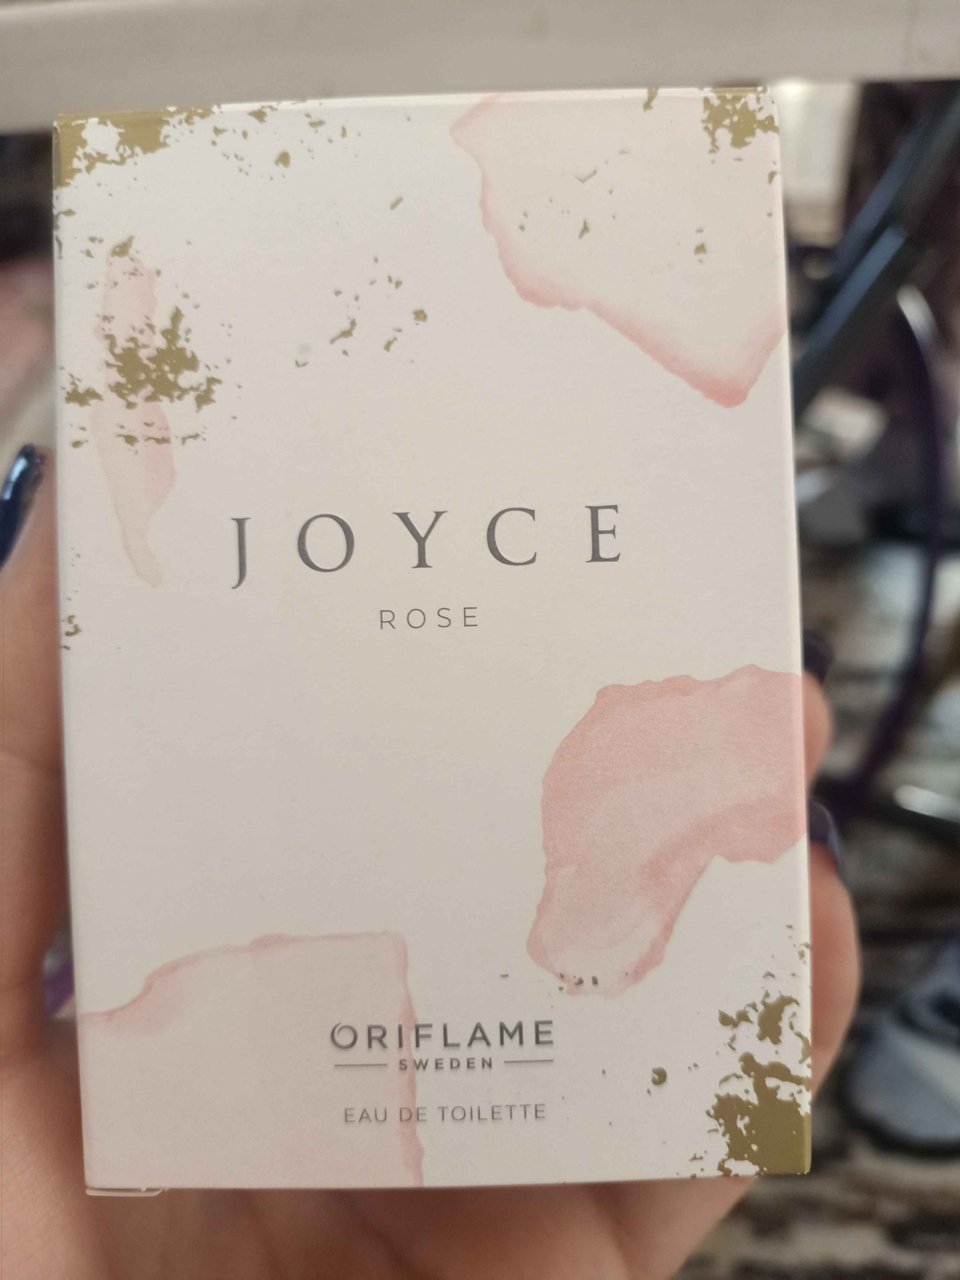 JOYCE
ROSE
ORIFLAME
SWEDEN
EAU DE TOILETTE